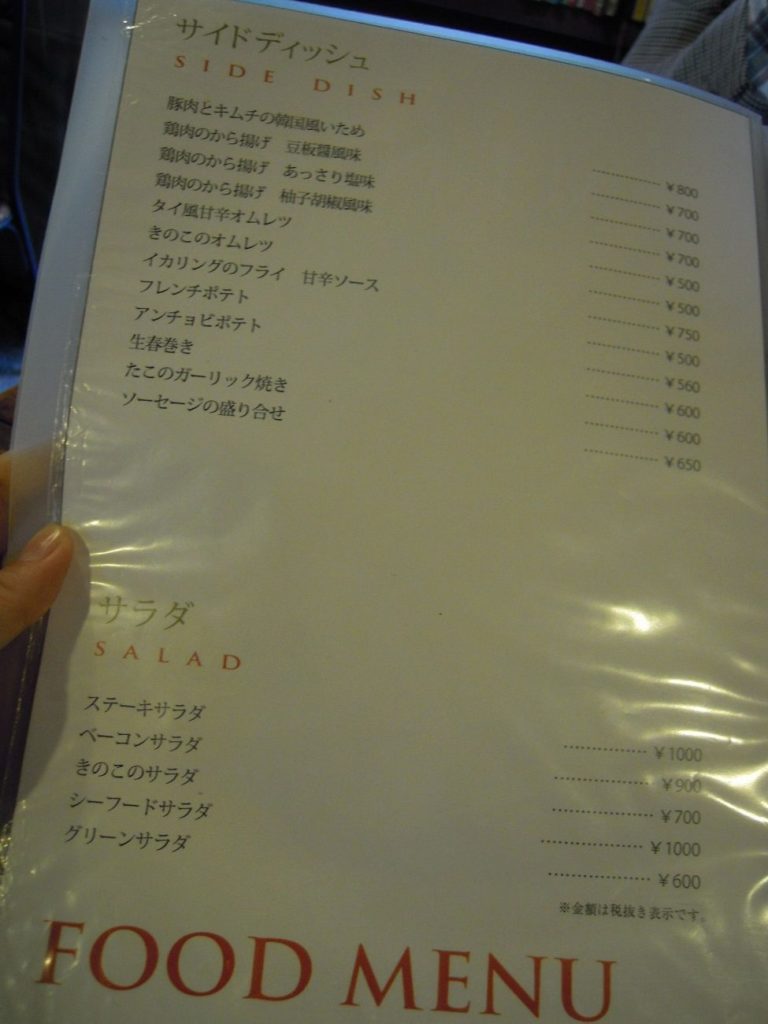 サイドディッシュ
SIDE DISH
豚肉とキムチの韓国風いため ¥800
鶏肉のから揚げ 豆板醤風味 ¥700
鶏肉のから揚げ あっさり塩味 ¥700
鶏肉のから揚げ 柚子胡椒風味 ¥700
タイ風甘辛オムレツ ¥500
きのこのオムレツ ¥500
イカリングのフライ 甘辛ソース ¥750
フレンチポテト ¥500
アンチョビポテト ¥560
生春巻き ¥600
たこのガーリック焼き ¥600
ソーセージの盛り合せ ¥650
サラダ
SALAD
ステーキサラダ ¥1000
ベーコンサラダ ¥900
きのこのサラダ ¥700
シーフードサラダ ¥1000
グリーンサラダ ¥600
※金額は税抜き表示です。
FOOD MENU